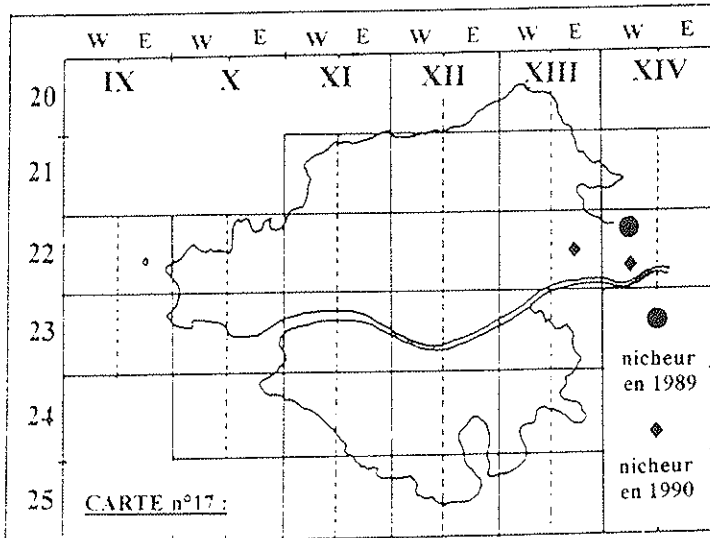 W E W E W E W E W E W E
IX X XI XII XIII XIV
20
21
22
23
nicheur
en 1989
24
nicheur
en 1990
25
CARTE n°17 :